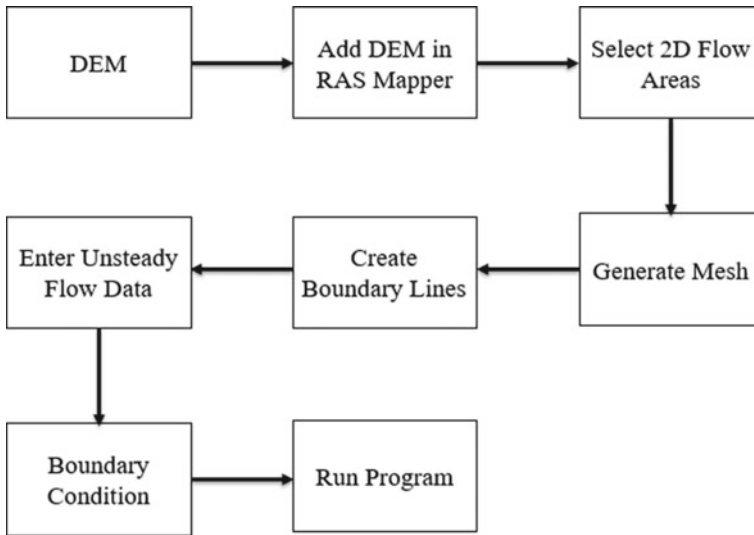 DEM
Add DEM in
RAS Mapper
Select 2D Flow
Areas
Generate Mesh
Create
Boundary Lines
Enter Unsteady
Flow Data
Boundary
Condition
Run Program